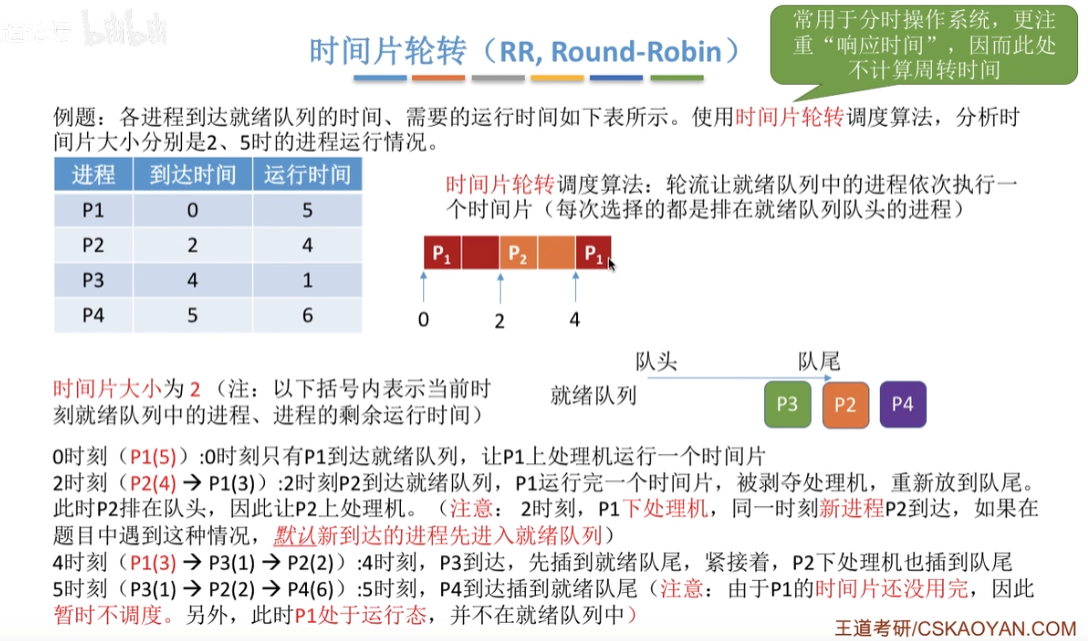 时间片轮转（RR, Round-Robin）
常用于分时操作系统，更注
重“响应时间”，因而此处
不计算周转时间
例题：各进程到达就绪队列的时间、需要的运行时间如下表所示。使用时间片轮转调度算法，分析时
间片大小分别是2、5时的进程运行情况。
进程 到达时间 运行时间
P1 0 5
P2 2 4
P3 4 1
P4 5 6
时间片轮转调度算法：轮流让就绪队列中的进程依次执行一
个时间片（每次选择的都是排在就绪队列队头的进程）
P1 P2 P1
0 2 4
队头 队尾
就绪队列 P3 P2 P4
时间片大小为 2（注：以下括号内表示当前时
刻就绪队列中的进程、进程的剩余运行时间）
0时刻（P1(5)）:0时刻只有P1到达就绪队列，让P1上处理机运行一个时间片
2时刻（P2(4) → P1(3)）:2时刻P2到达就绪队列，P1运行完一个时间片，被剥夺处理机，重新放到队尾。
此时P2排在队头，因此让P2上处理机。（注意： 2时刻，P1下处理机，同一时刻新进程P2到达，如果在
题目中遇到这种情况，默认新到达的进程先进入就绪队列）
4时刻（P1(3) → P3(1) → P2(2)）:4时刻，P3到达，先插到就绪队尾，紧接着，P2下处理机也插到队尾
5时刻（P3(1) → P2(2) → P4(6)）:5时刻，P4到达插到就绪队尾（注意：由于P1的时间片还没用完，因此
暂时不调度。另外，此时P1处于运行态，并不在就绪队列中）
王道考研/CSKAOYAN.COM